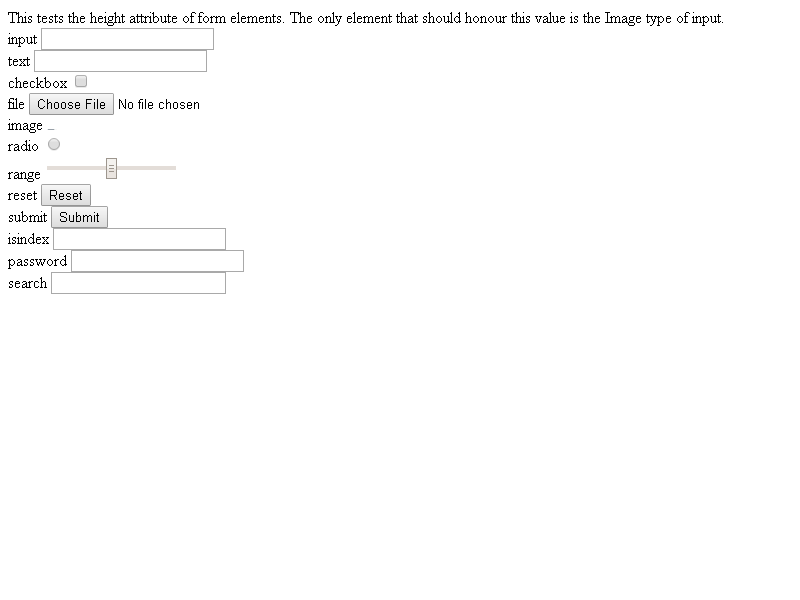 This tests the height attribute of form elements. The only element that should honour this value is the Image type of input.
input
text
checkbox
file Choose File No file chosen
image
radio
range
reset Reset
submit Submit
isindex
password
search